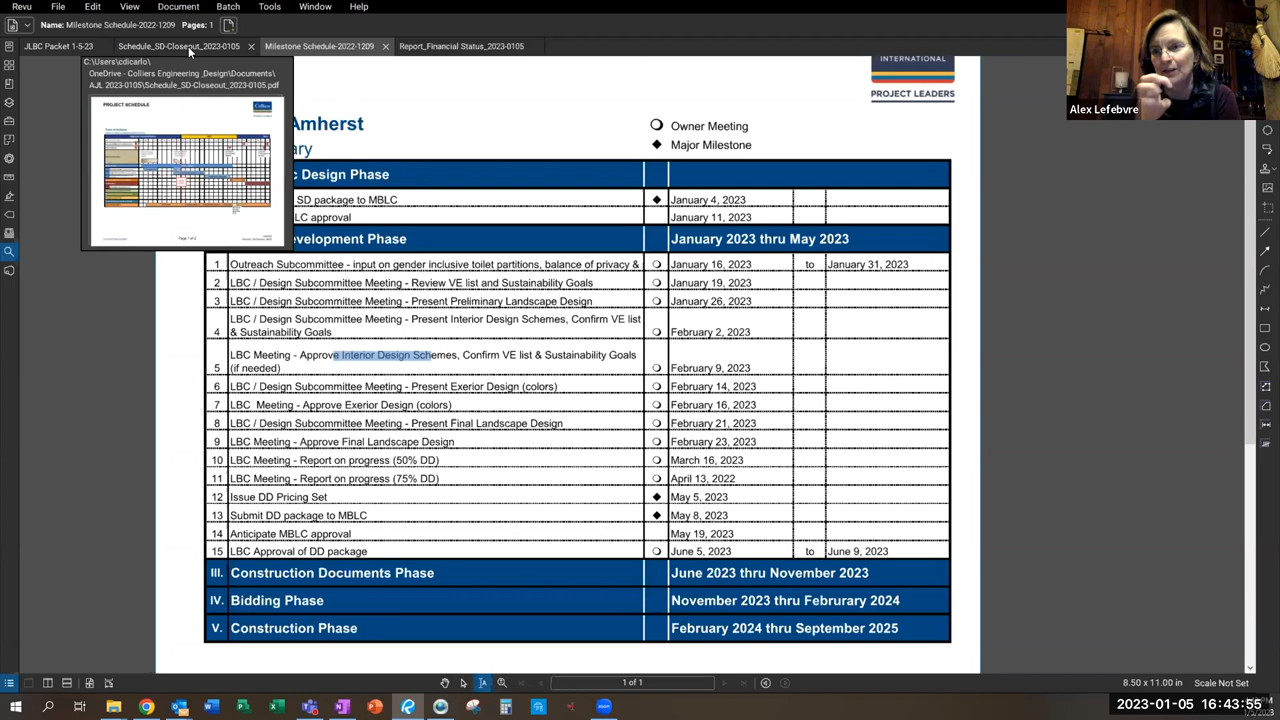 Revu File Edit View Document Batch Tools Window Help
Name: Milestone Schedule-2022-1209 Pages: 1
JLBC Packet 1-5-23 Schedule_SD-Closeout_2023-0105 Milestone Schedule-2022-1209 Report_Financial Status_2023-0105
C:\Users\cdicarlo\
OneDrive - Colliers Engineering _Design\Documents\
AJL 2023-0105\Schedule_SD-Closeout_2023-0105.pdf
PROJECT SCHEDULE
Page 1 of 2
Alex Lefebvre
INTERNATIONAL
PROJECT LEADERS
Amherst
ary
Owner Meeting
Major Milestone
c Design Phase
SD package to MBLC January 4, 2023
LC approval January 11, 2023
evelopment Phase January 2023 thru May 2023
1 Outreach Subcommittee - input on gender inclusive toilet partitions, balance of privacy & January 16, 2023 to January 31, 2023
2 LBC / Design Subcommittee Meeting - Review VE list and Sustainability Goals January 19, 2023
3 LBC / Design Subcommittee Meeting - Present Preliminary Landscape Design January 26, 2023
LBC / Design Subcommittee Meeting - Present Interior Design Schemes, Confirm VE list
4 & Sustainability Goals February 2, 2023
LBC Meeting - Approve Interior Design Schemes, Confirm VE list & Sustainability Goals
5 (if needed) February 9, 2023
6 LBC / Design Subcommittee Meeting - Present Exerior Design (colors) February 14, 2023
7 LBC Meeting - Approve Exerior Design (colors) February 16, 2023
8 LBC / Design Subcommittee Meeting - Present Final Landscape Design February 21, 2023
9 LBC Meeting - Approve Final Landscape Design February 23, 2023
10 LBC Meeting - Report on progress (50% DD) March 16, 2023
11 LBC Meeting - Report on progress (75% DD) April 13, 2022
12 Issue DD Pricing Set May 5, 2023
13 Submit DD package to MBLC May 8, 2023
14 Anticipate MBLC approval May 19, 2023
15 LBC Approval of DD package June 5, 2023 to June 9, 2023
III. Construction Documents Phase June 2023 thru November 2023
IV. Bidding Phase November 2023 thru Februrary 2024
V. Construction Phase February 2024 thru September 2025
1 of 1
8.50 x 11.00 in Scale Not Set
2023-01-05 16:43:55